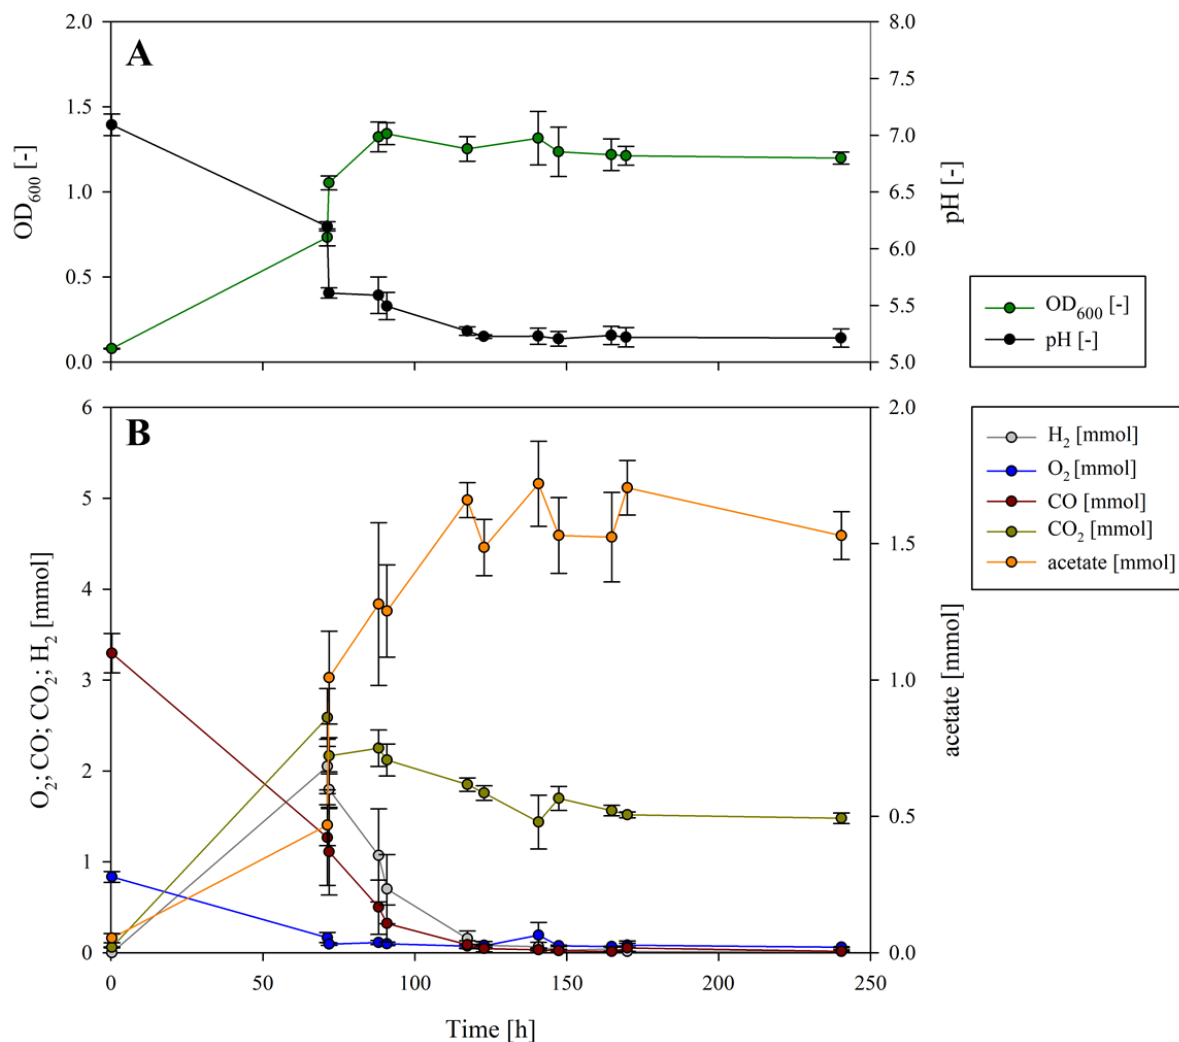 A
2.0
1.5
1.0
0.5
0.0
OD600 [-]
8.0
7.5
7.0
6.5
6.0
5.5
5.0
pH [-]
OD600 [-]
pH [-]
B
6
5
4
3
2
1
0
O2; CO; CO2; H2 [mmol]
2.0
1.5
1.0
0.5
0.0
acetate [mmol]
H2 [mmol]
O2 [mmol]
CO [mmol]
CO2 [mmol]
acetate [mmol]
0 50 100 150 200 250
Time [h]